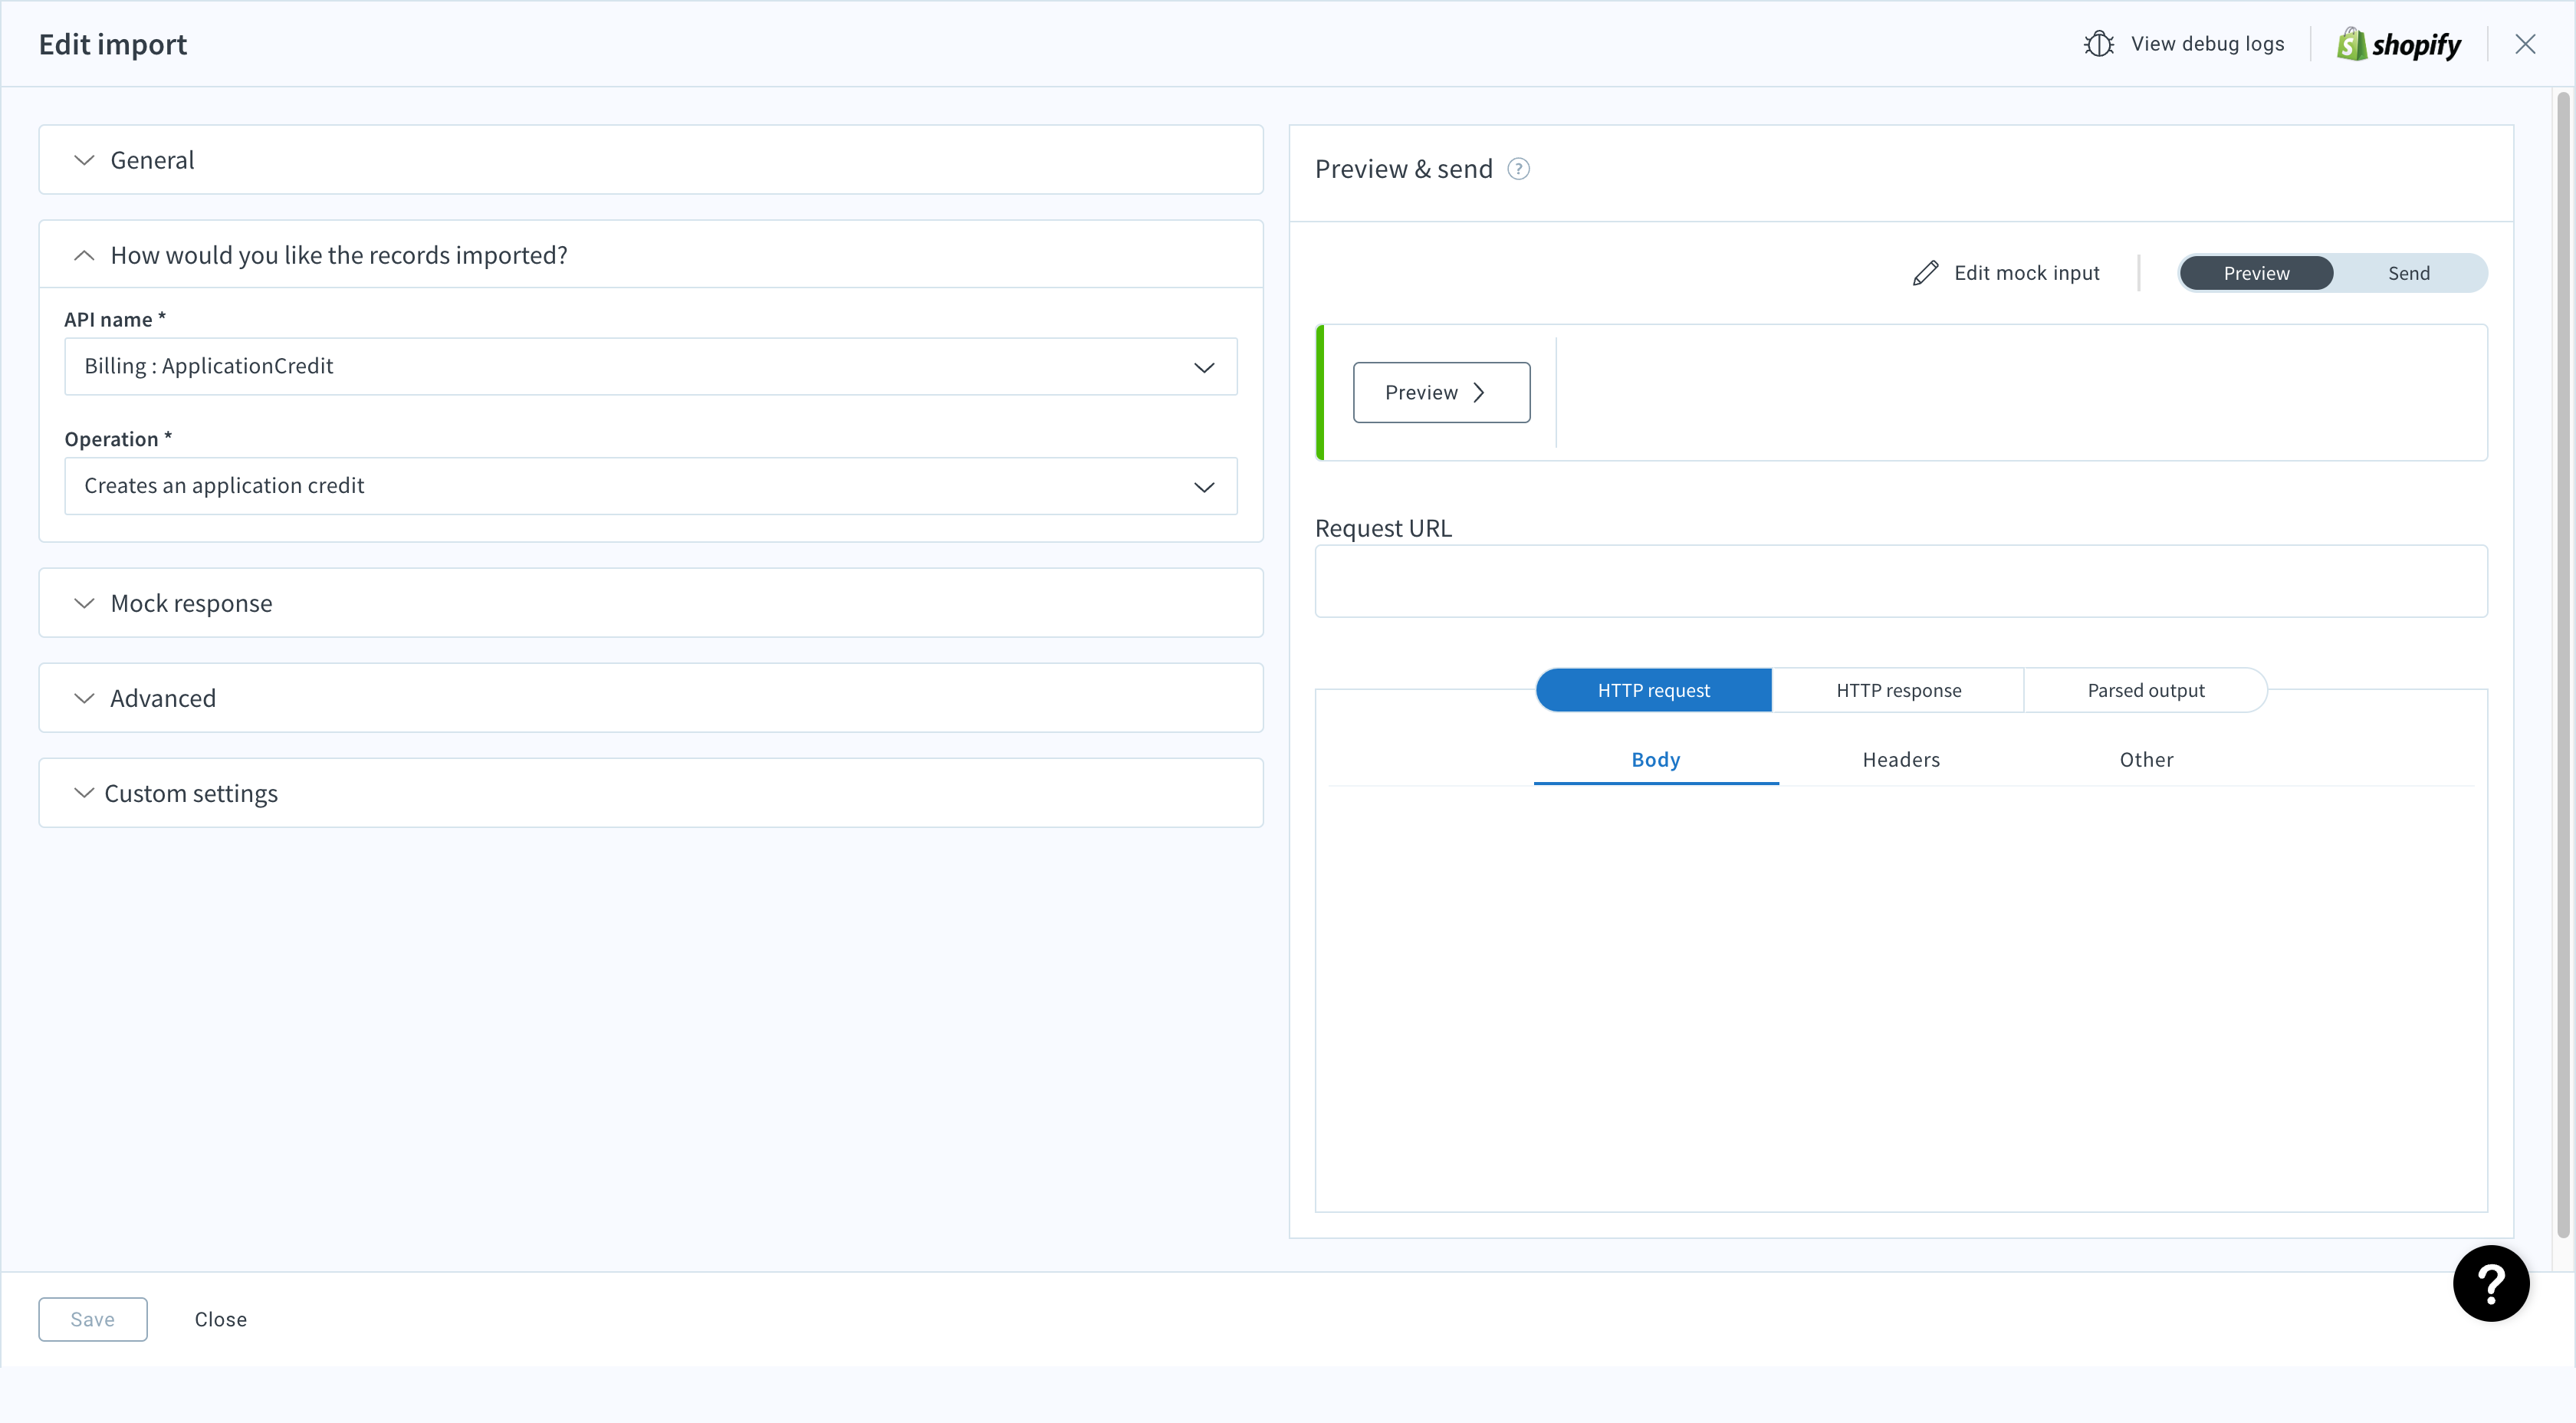 Edit import
View debug logs
shopify
General
How would you like the records imported?
API name *
Billing : ApplicationCredit
Operation *
Creates an application credit
Mock response
Advanced
Custom settings
Preview & send ?
Edit mock input
Preview
Send
Preview
Request URL
HTTP request
HTTP response
Parsed output
Body
Headers
Other
Save
Close
?